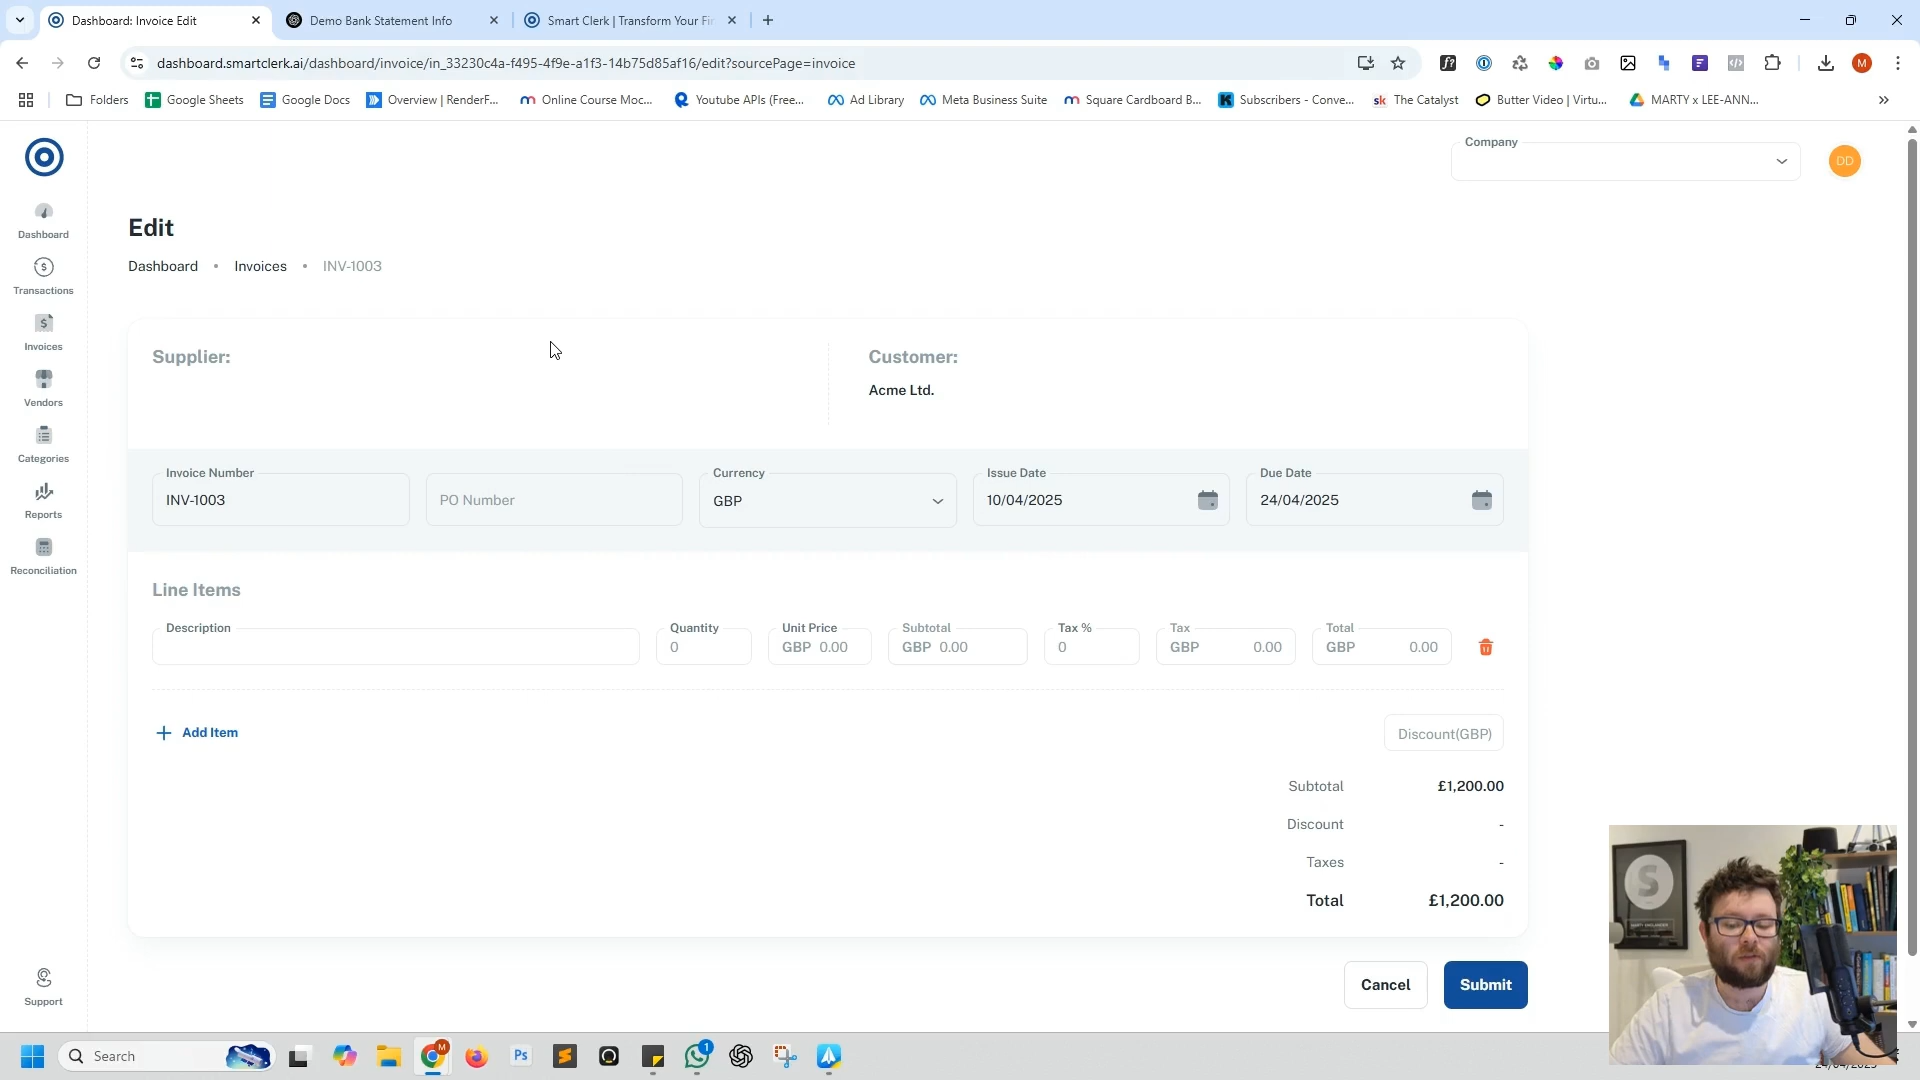 Dashboard: Invoice Edit
Demo Bank Statement Info
Smart Clerk | Transform Your Fin
dashboard.smartclerk.ai/dashboard/invoice/in_33230c4a-f495-4f9e-a1f3-14b75d85af16/edit?sourcePage=invoice
M
Folders
Google Sheets
Google Docs
Overview | RenderF...
Online Course Moc...
Youtube APIs (Free...
Ad Library
Meta Business Suite
Square Cardboard B...
Subscribers - Conve...
The Catalyst
Butter Video | Virtu...
MARTY x LEE-ANN...
Company
DD
Dashboard
Transactions
Invoices
Vendors
Categories
Reports
Reconciliation
Support
Edit
Dashboard • Invoices • INV-1003
Supplier:
Customer:
Acme Ltd.
Invoice Number
INV-1003
PO Number
Currency
GBP
Issue Date
10/04/2025
Due Date
24/04/2025
Line Items
Description
Quantity
0
Unit Price
GBP 0.00
Subtotal
GBP 0.00
Tax %
0
Tax
GBP 0.00
Total
GBP 0.00
Add Item
Discount(GBP)
Subtotal £1,200.00
Discount -
Taxes -
Total £1,200.00
Cancel
Submit
Search
M
Ps
1